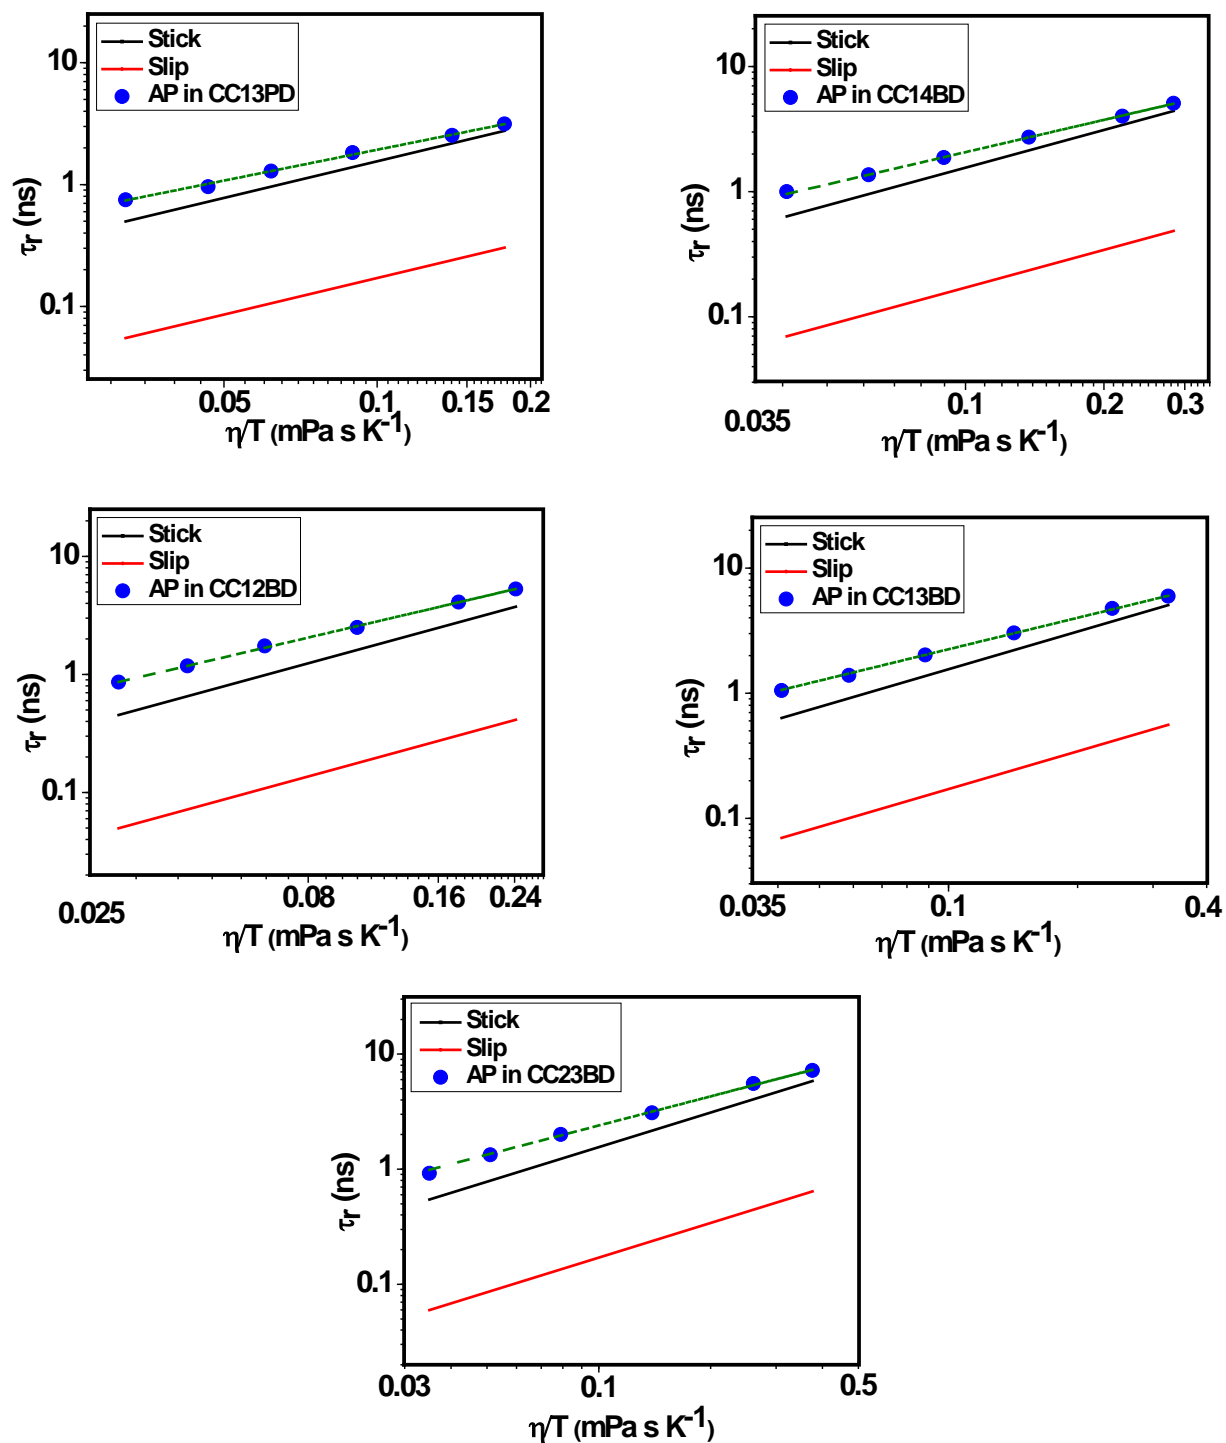 Stick
Slip
AP in CC13PD
10
1
0.1
τr (ns)
0.05
0.1
0.15
0.2
η/T (mPa s K-1)
Stick
Slip
AP in CC14BD
10
1
0.1
τr (ns)
0.035
0.1
0.2
0.3
η/T (mPa s K-1)
Stick
Slip
AP in CC12BD
10
1
0.1
τr (ns)
0.025
0.08
0.16
0.24
η/T (mPa s K-1)
Stick
Slip
AP in CC13BD
10
1
0.1
τr (ns)
0.035
0.1
0.4
η/T (mPa s K-1)
Stick
Slip
AP in CC23BD
10
1
0.1
τr (ns)
0.03
0.1
0.5
η/T (mPa s K-1)